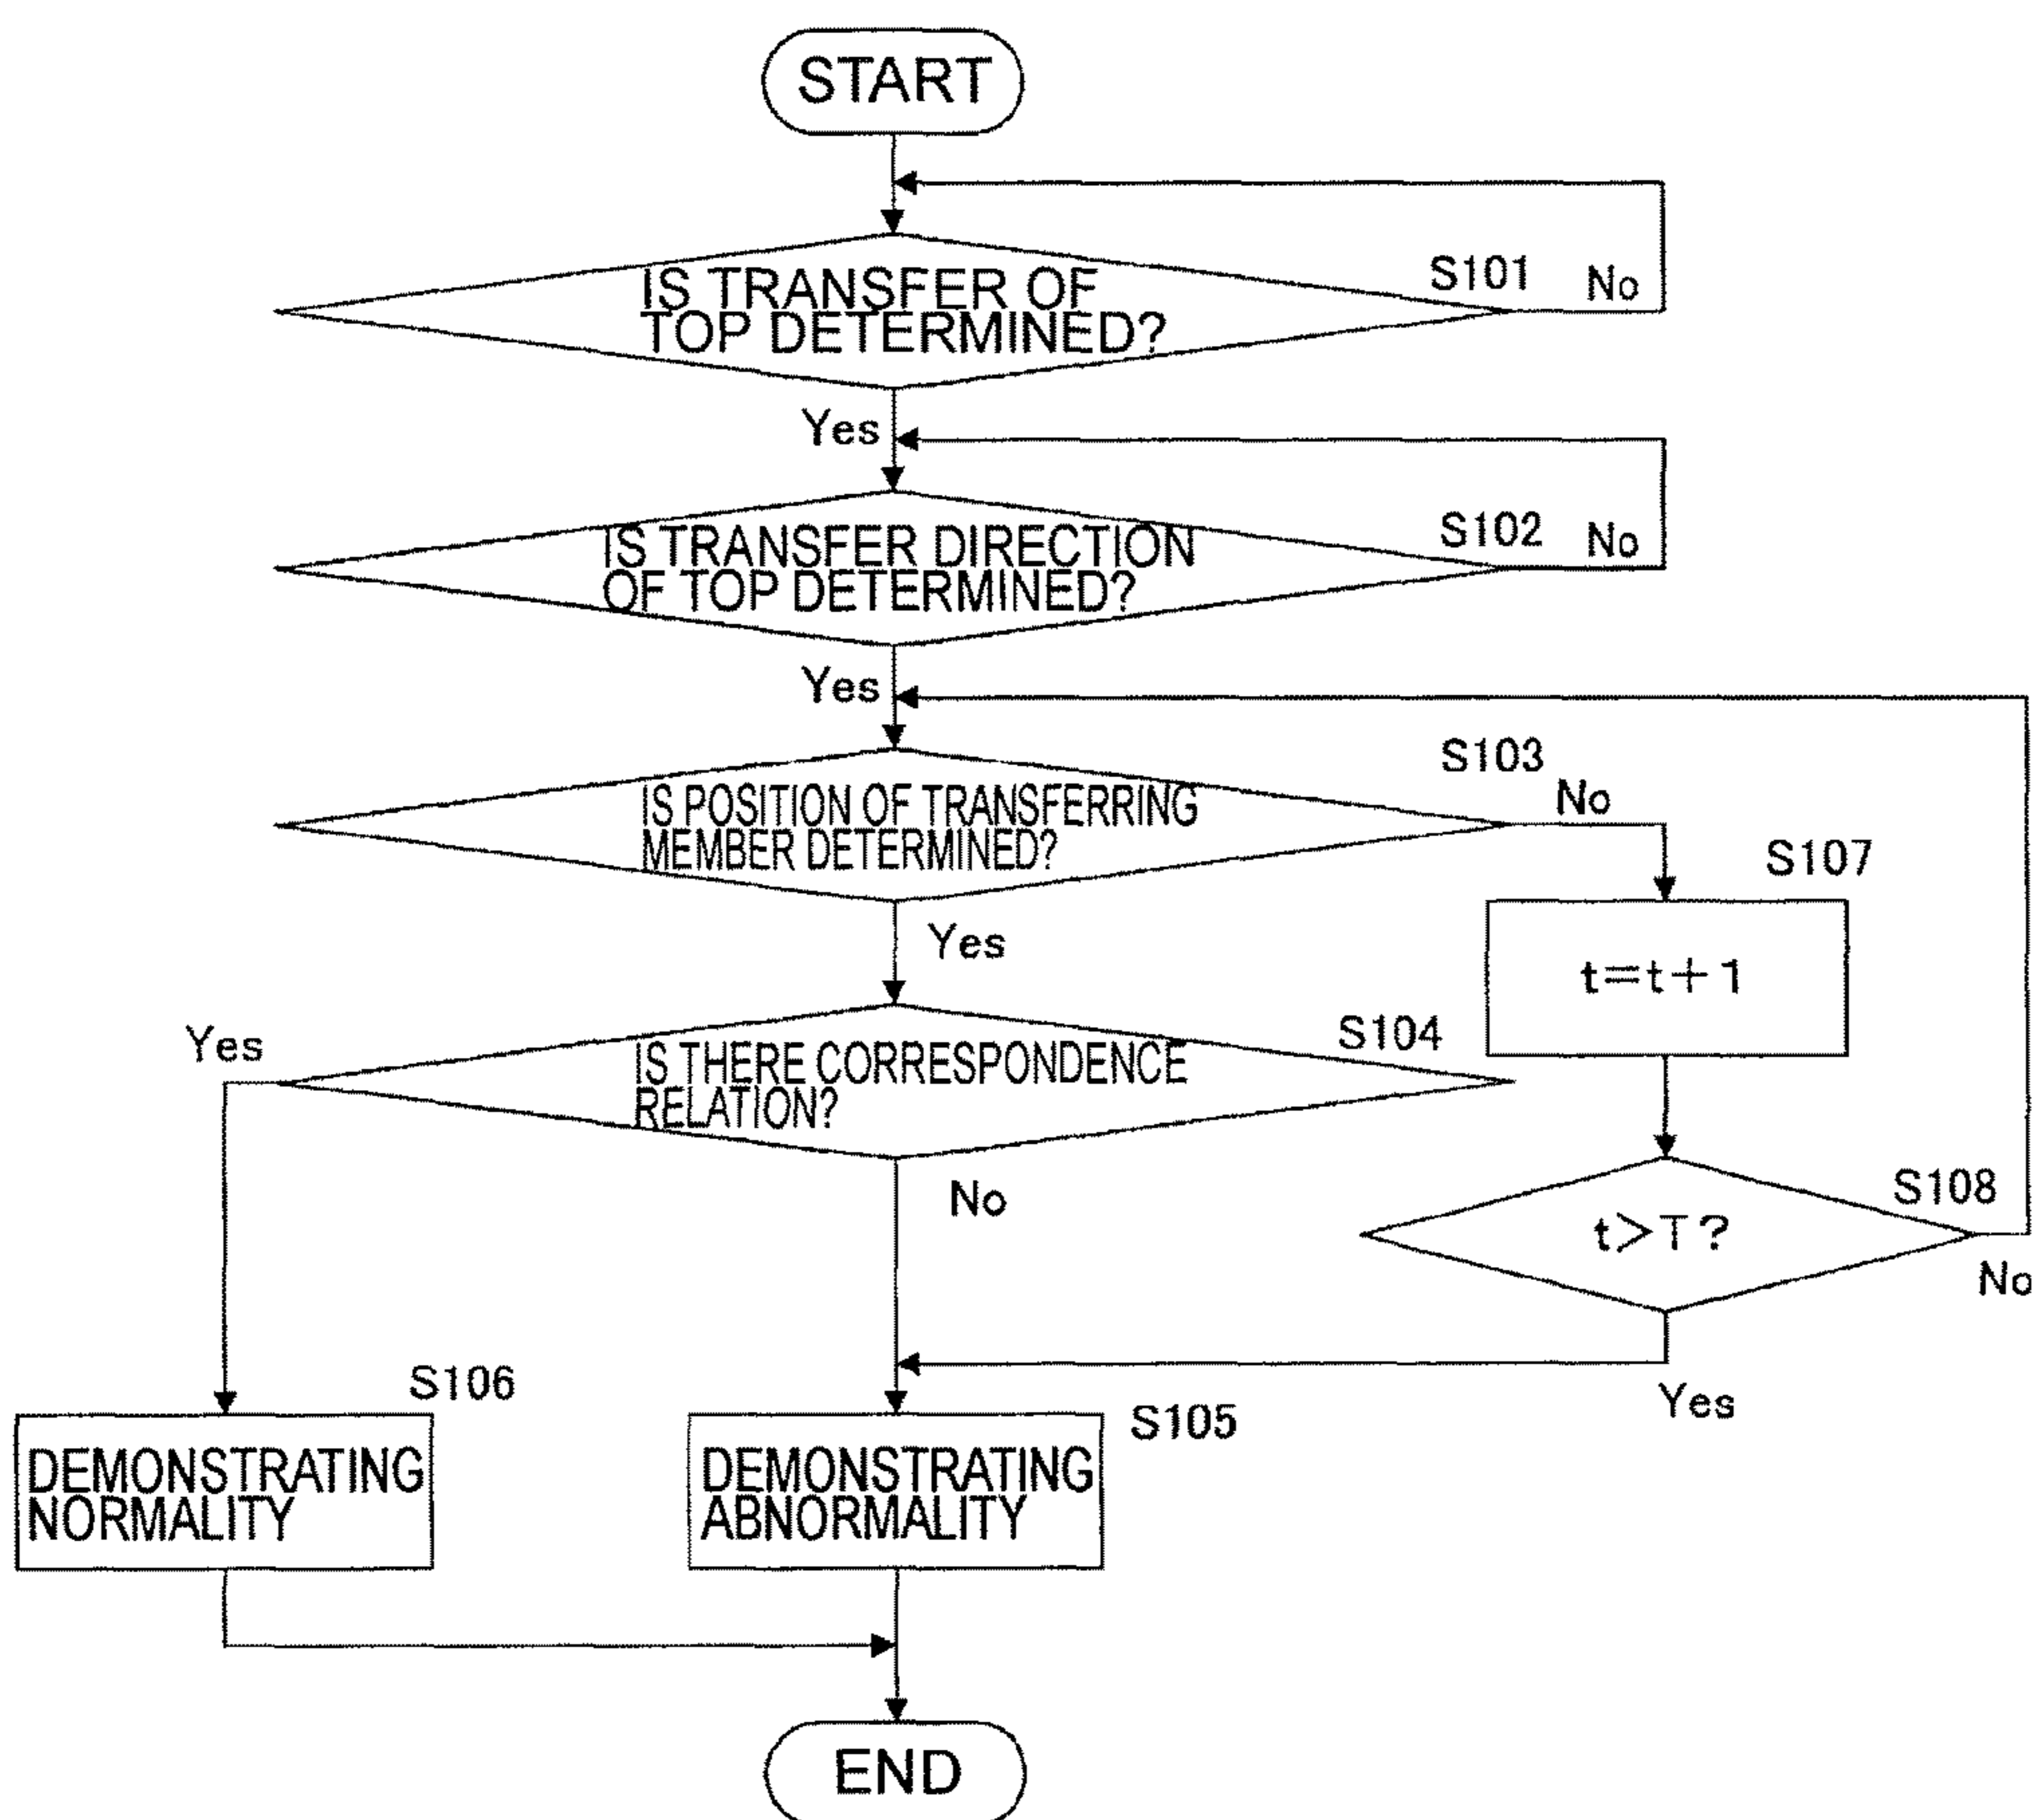 START
IS TRANSFER OF
TOP DETERMINED?
S101
No
Yes
IS TRANSFER DIRECTION
OF TOP DETERMINED?
S102
No
Yes
IS POSITION OF TRANSFERRING
MEMBER DETERMINED?
S103
No
S107
t=t+1
Yes
IS THERE CORRESPONDENCE
RELATION?
S104
Yes
No
t>T?
S108
No
Yes
S106
DEMONSTRATING
NORMALITY
S105
DEMONSTRATING
ABNORMALITY
END